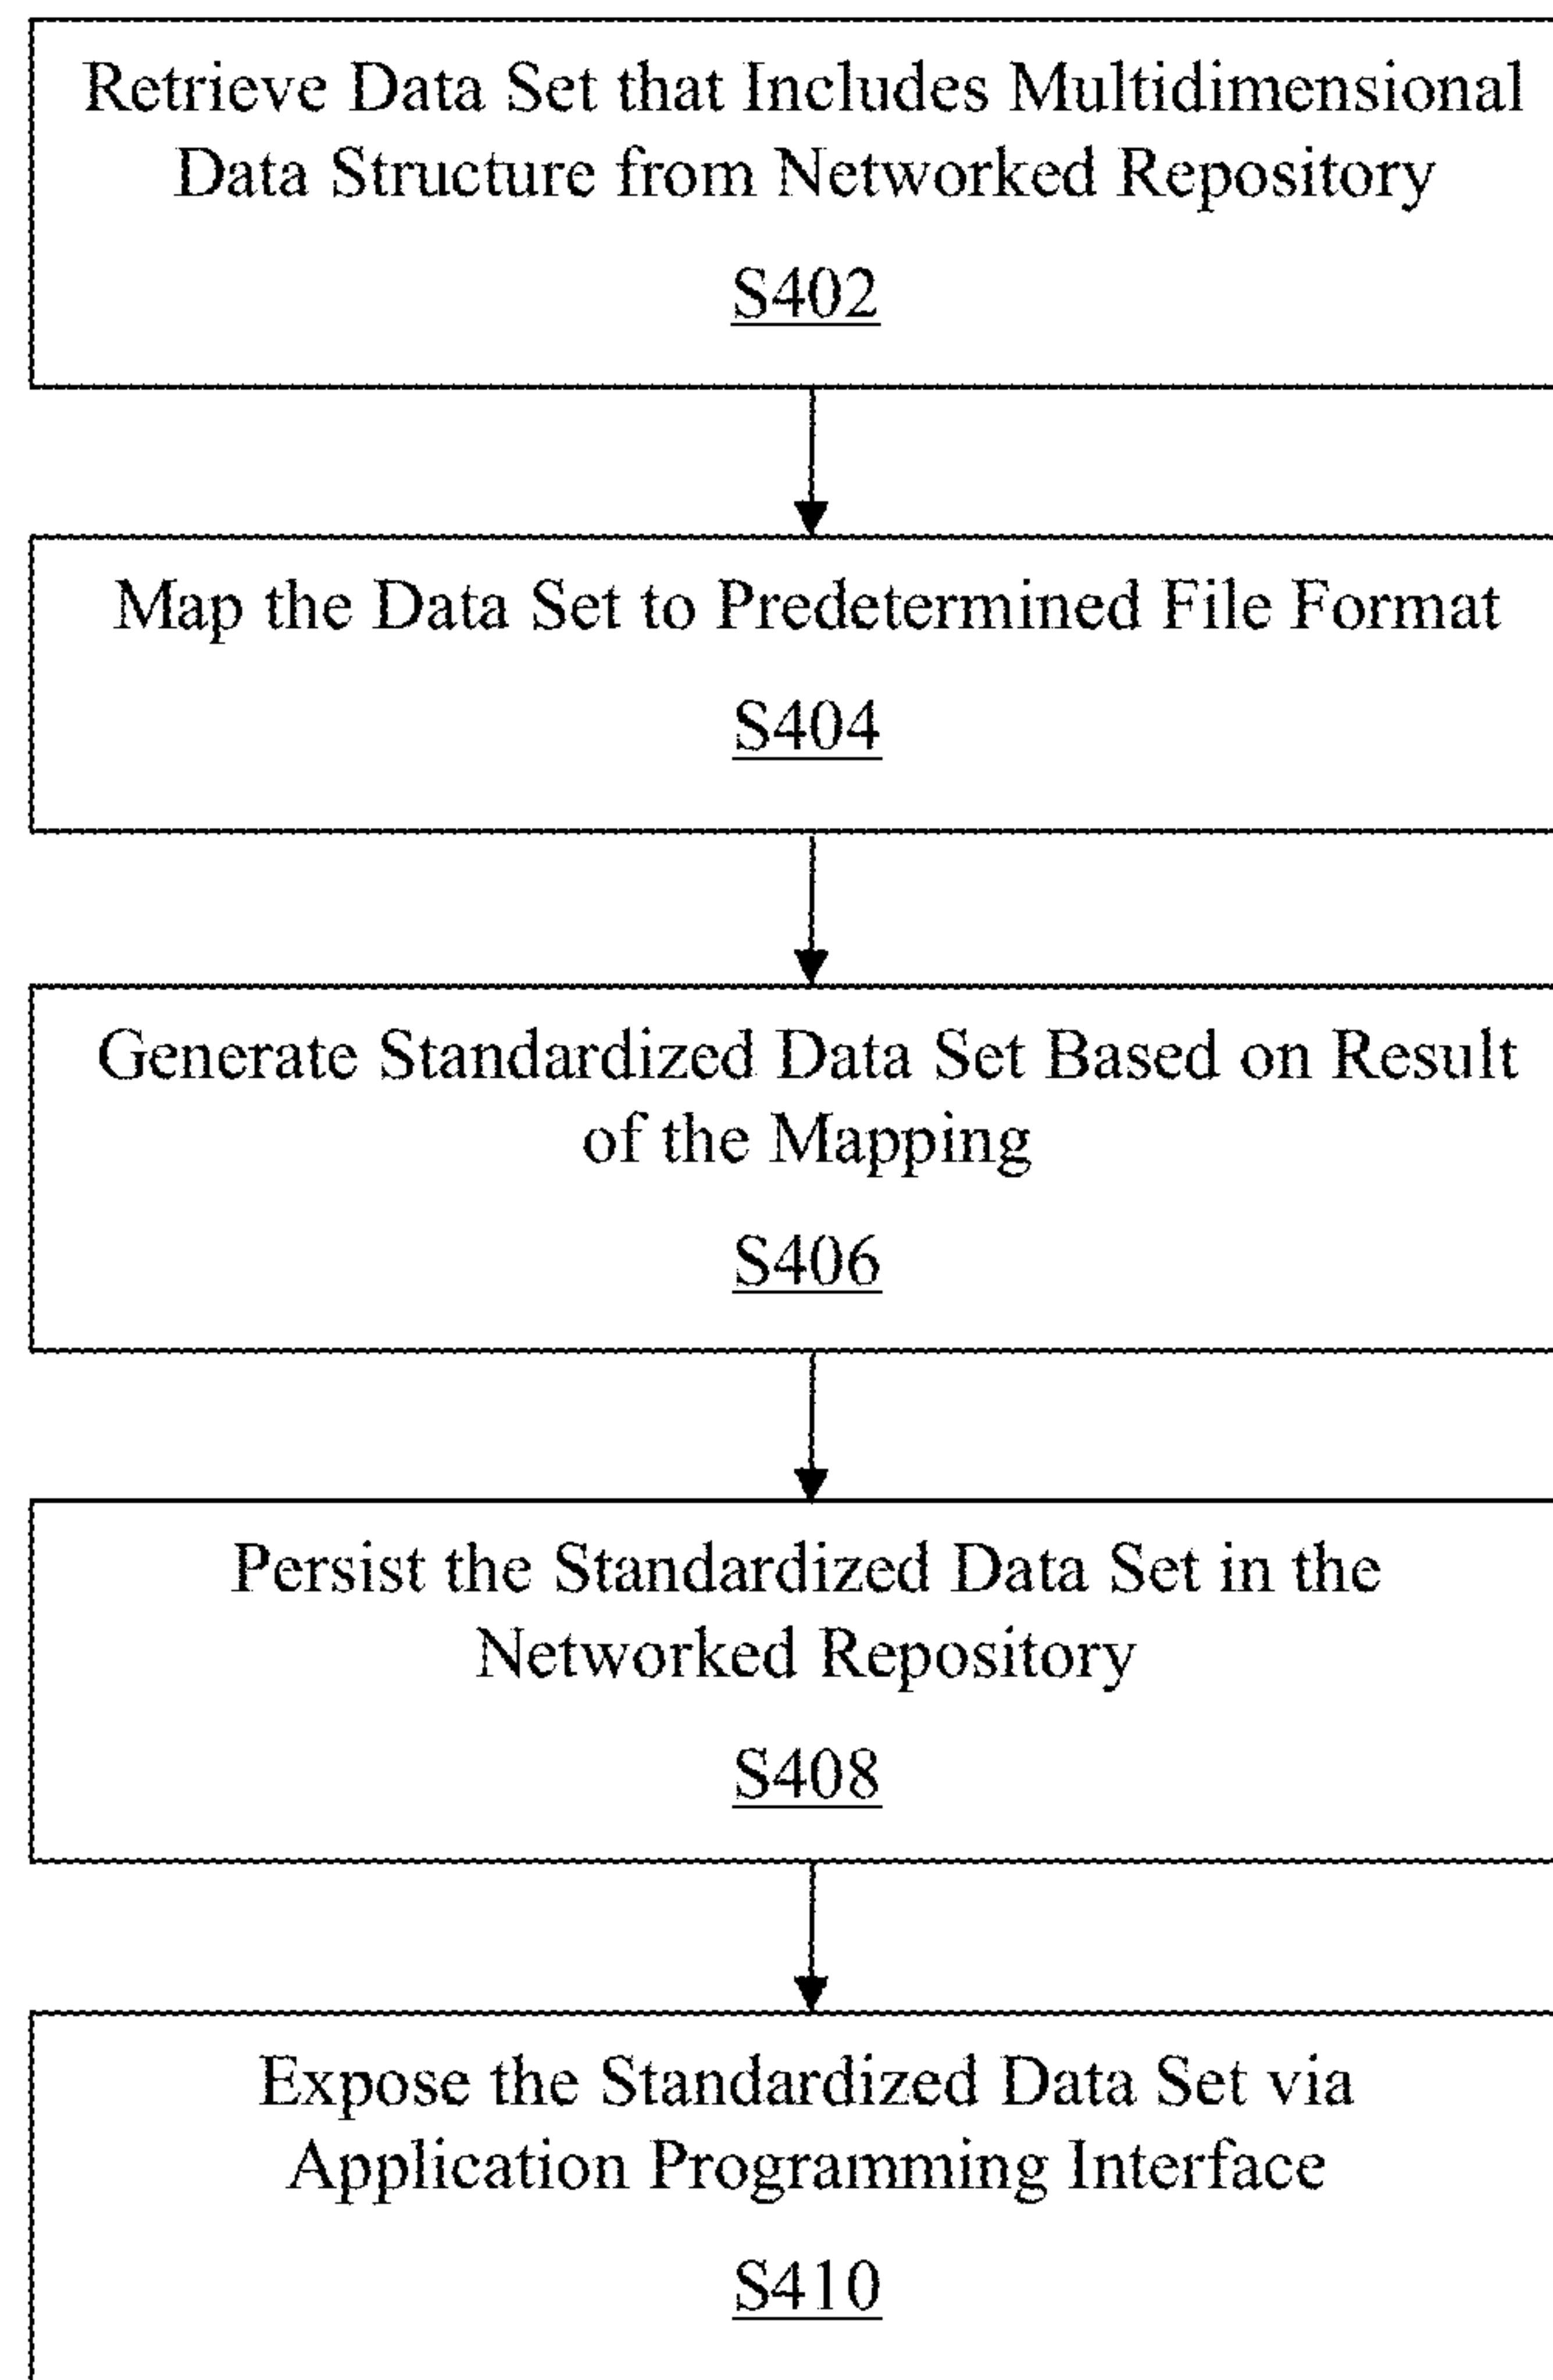 Retrieve Data Set that Includes Multidimensional
Data Structure from Networked Repository
S402
Map the Data Set to Predetermined File Format
S404
Generate Standardized Data Set Based on Result
of the Mapping
S406
Persist the Standardized Data Set in the
Networked Repository
S408
Expose the Standardized Data Set via
Application Programming Interface
S410